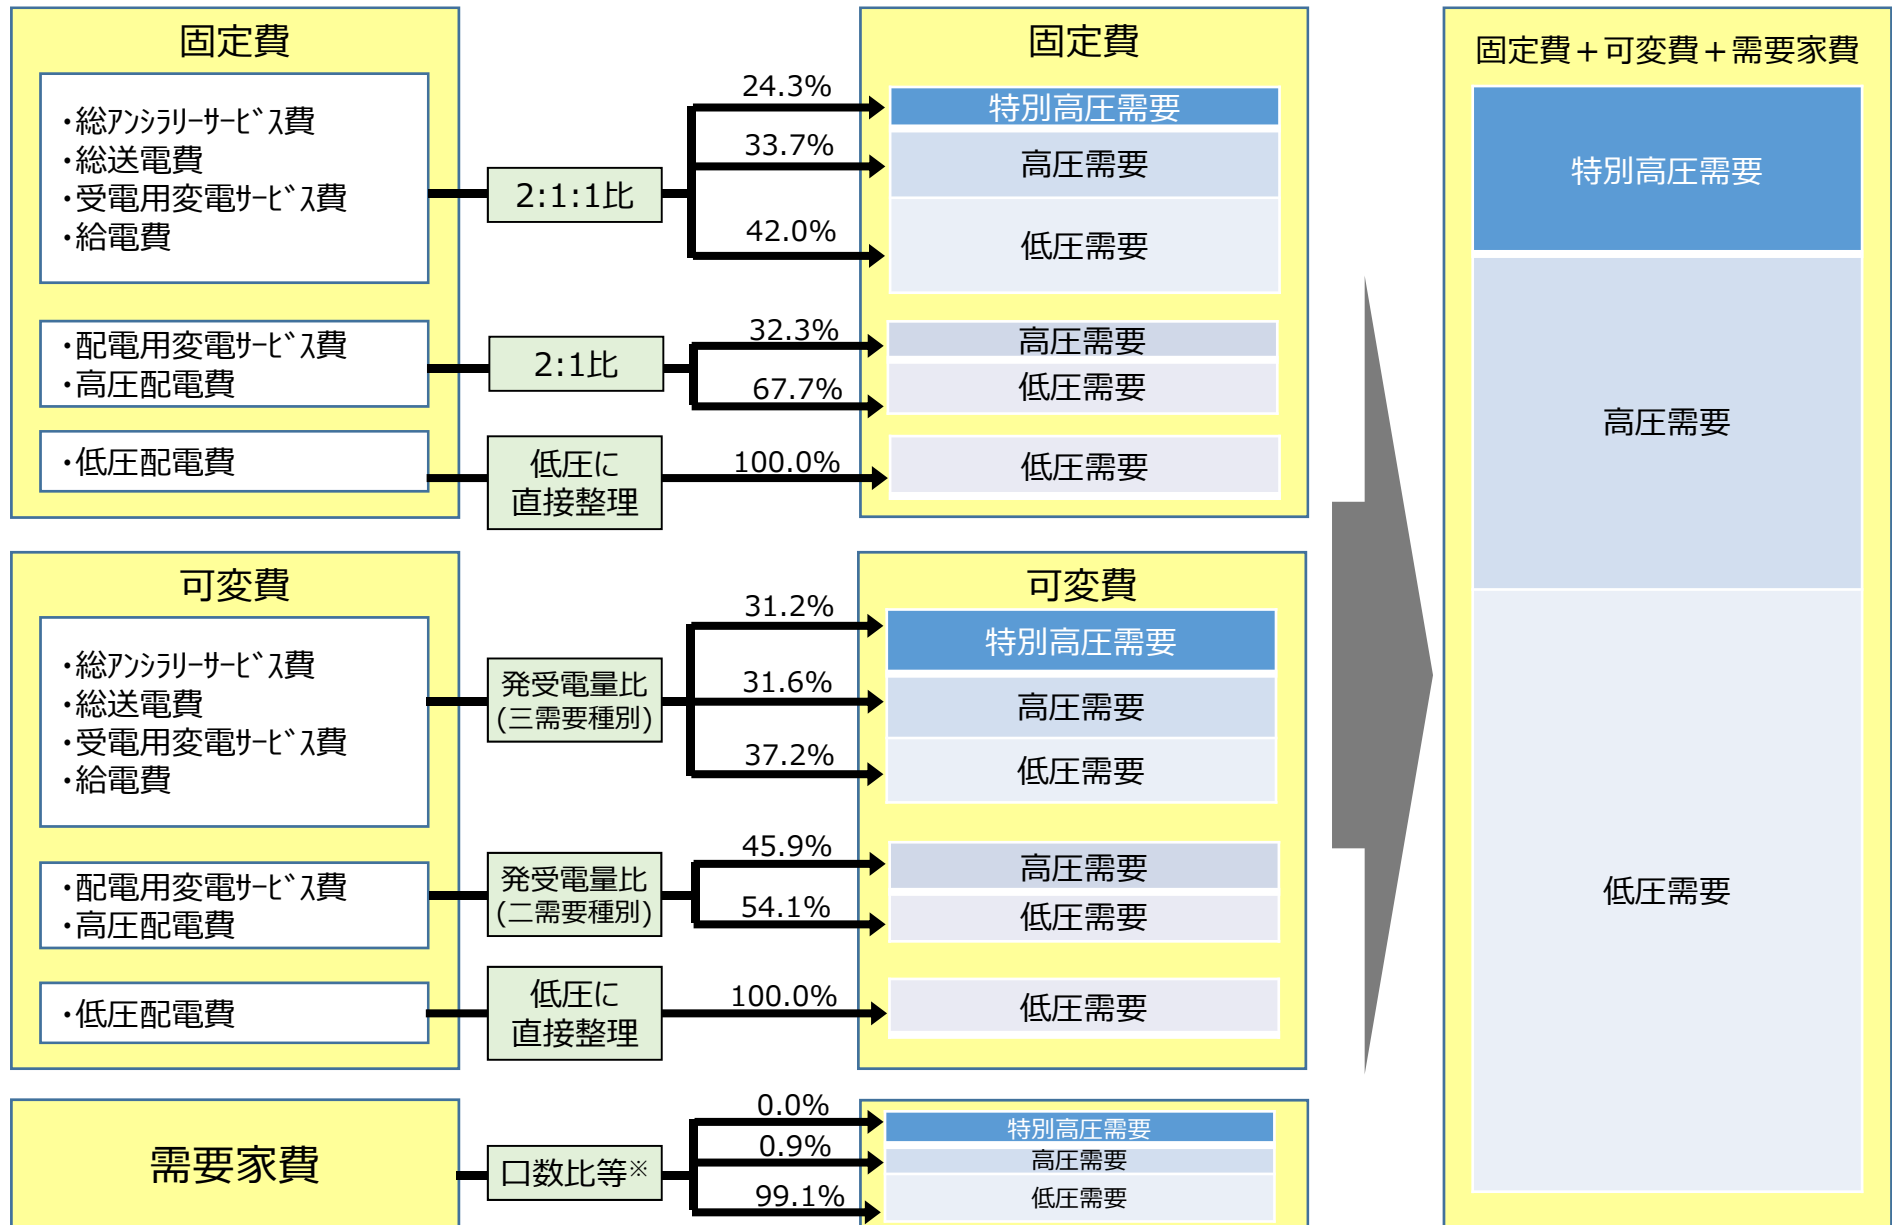 固定費
・総アンシラリーサービス費
・総送電費
・受電用変電サービス費
・給電費
2:1:1比
24.3%
33.7%
42.0%
固定費
特別高圧需要
高圧需要
低圧需要
・配電用変電サービス費
・高圧配電費
2:1比
32.3%
67.7%
高圧需要
低圧需要
・低圧配電費
低圧に
直接整理
100.0%
低圧需要
可変費
・総アンシラリーサービス費
・総送電費
・受電用変電サービス費
・給電費
発受電量比
(三需要種別)
31.2%
31.6%
37.2%
可変費
特別高圧需要
高圧需要
低圧需要
・配電用変電サービス費
・高圧配電費
発受電量比
(二需要種別)
45.9%
54.1%
高圧需要
低圧需要
・低圧配電費
低圧に
直接整理
100.0%
低圧需要
需要家費
口数比等※
0.0%
0.9%
99.1%
特別高圧需要
高圧需要
低圧需要
固定費＋可変費＋需要家費
特別高圧需要
高圧需要
低圧需要